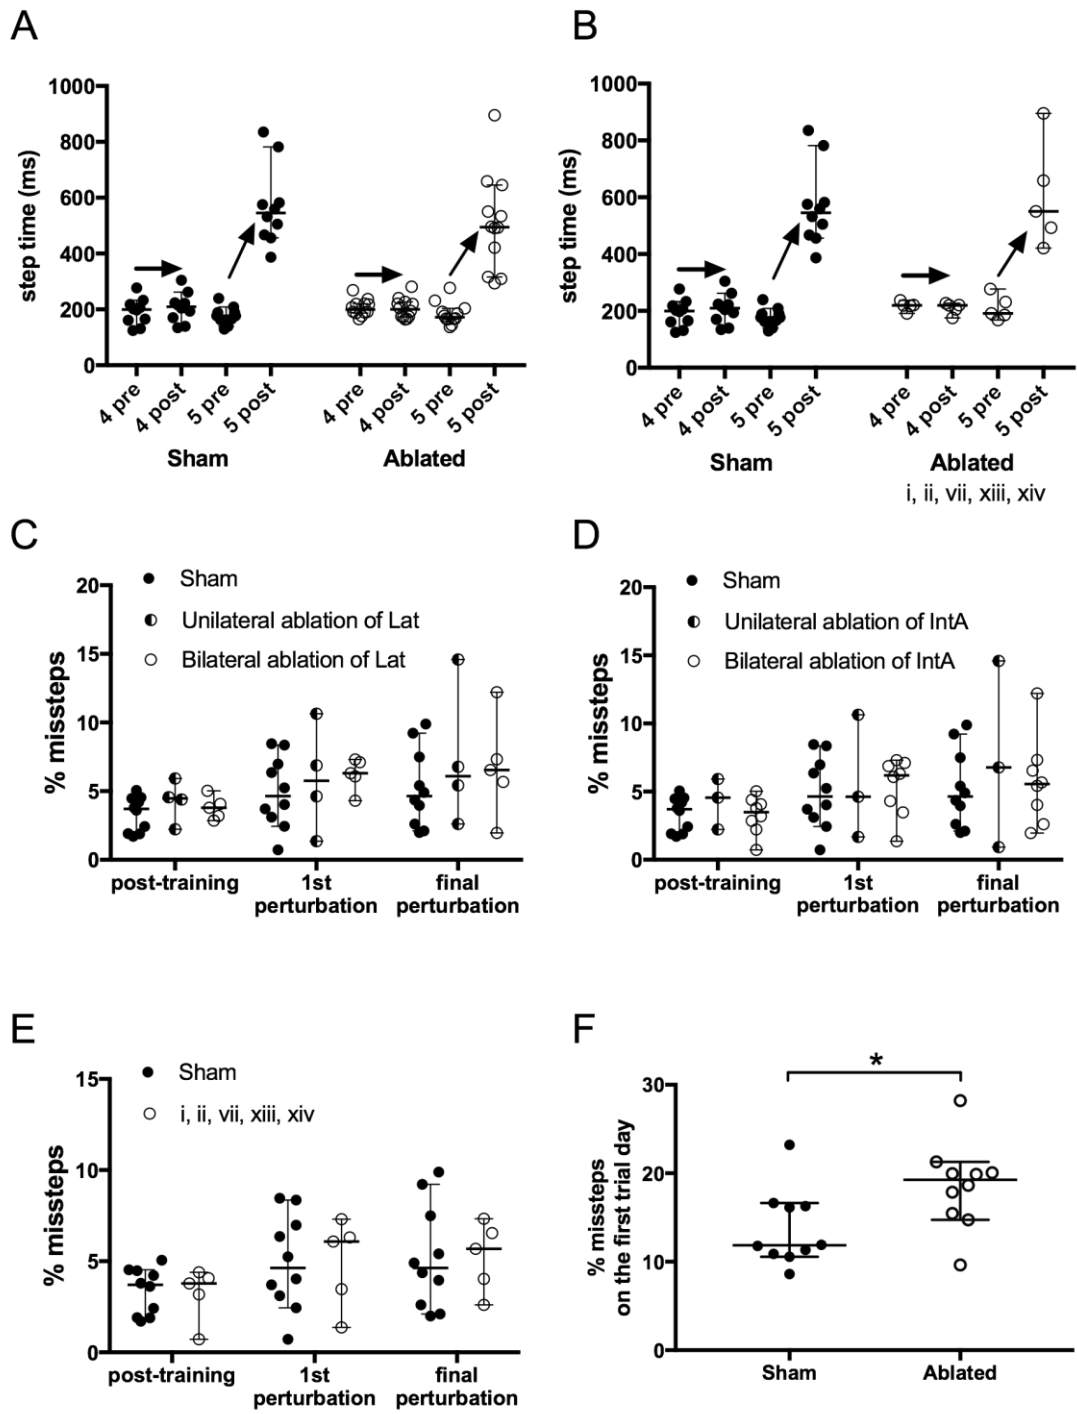 A
step time (ms)
1000
800
600
400
200
0
4 pre
4 post
5 pre
5 post
4 pre
4 post
5 pre
5 post
Sham
Ablated
B
step time (ms)
1000
800
600
400
200
0
4 pre
4 post
5 pre
5 post
4 pre
4 post
5 pre
5 post
Sham
Ablated
i, ii, vii, xiii, xiv
C
% missteps
20
15
10
5
0
Sham
Unilateral ablation of Lat
Bilateral ablation of Lat
post-training
1st
perturbation
final
perturbation
D
% missteps
20
15
10
5
0
Sham
Unilateral ablation of IntA
Bilateral ablation of IntA
post-training
1st
perturbation
final
perturbation
E
% missteps
15
10
5
0
Sham
i, ii, vii, xiii, xiv
post-training
1st
perturbation
final
perturbation
F
% missteps
on the first trial day
30
20
10
0
*
Sham
Ablated